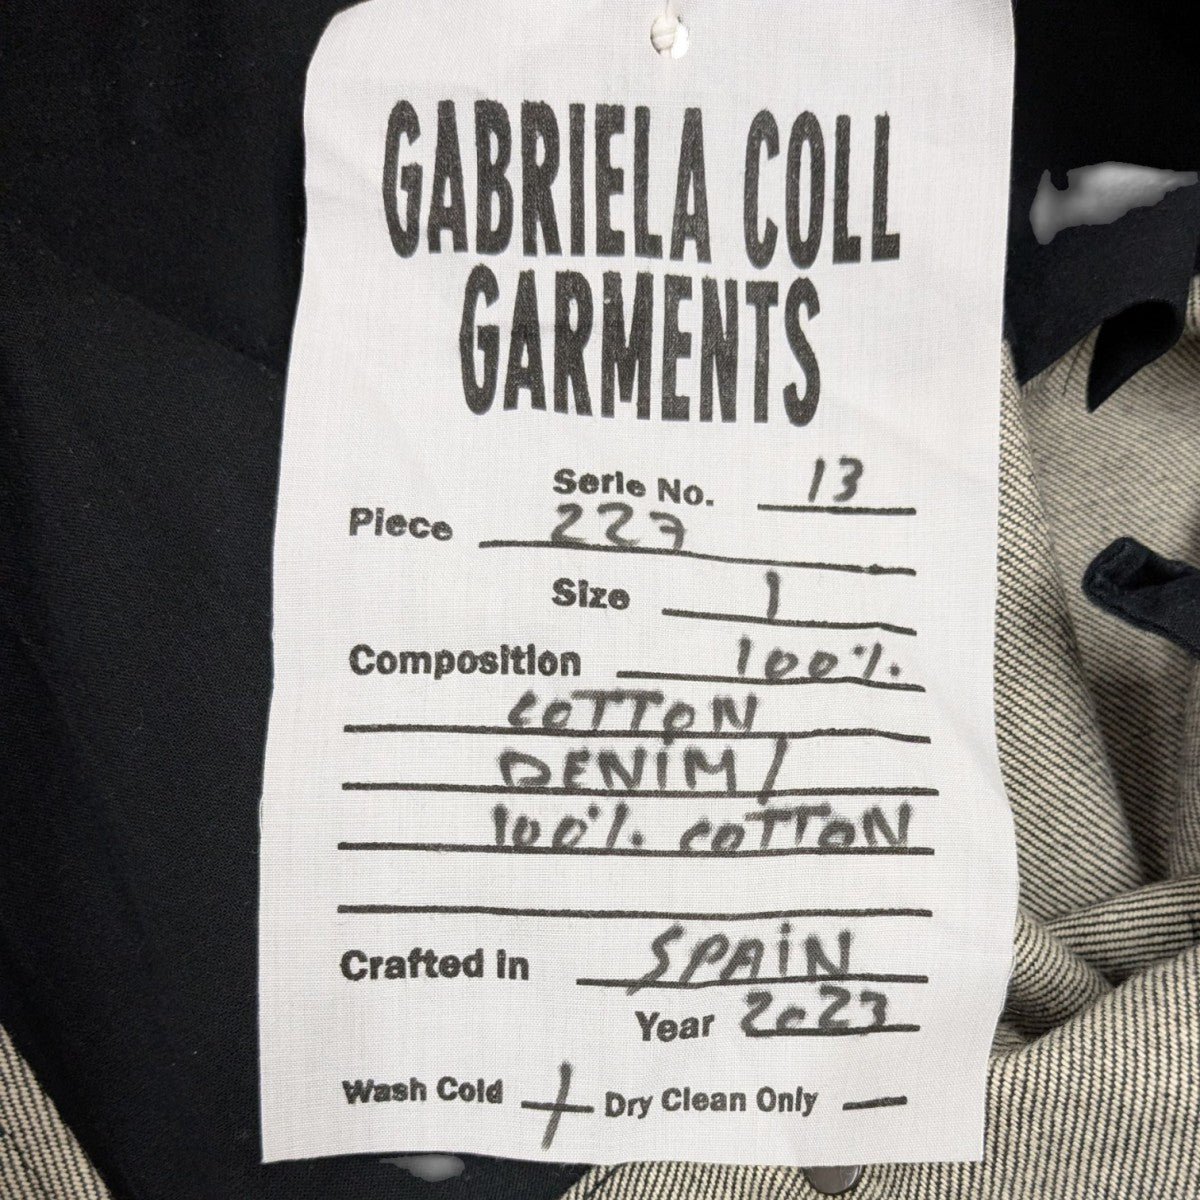 GABRIELA COLL
GARMENTS
Serie No. 13
Piece 227
Size 1
Composition 100%
COTTON
DENIM /
100% COTTON
Crafted in SPAIN
Year 2023
Wash Cold / Dry Clean Only